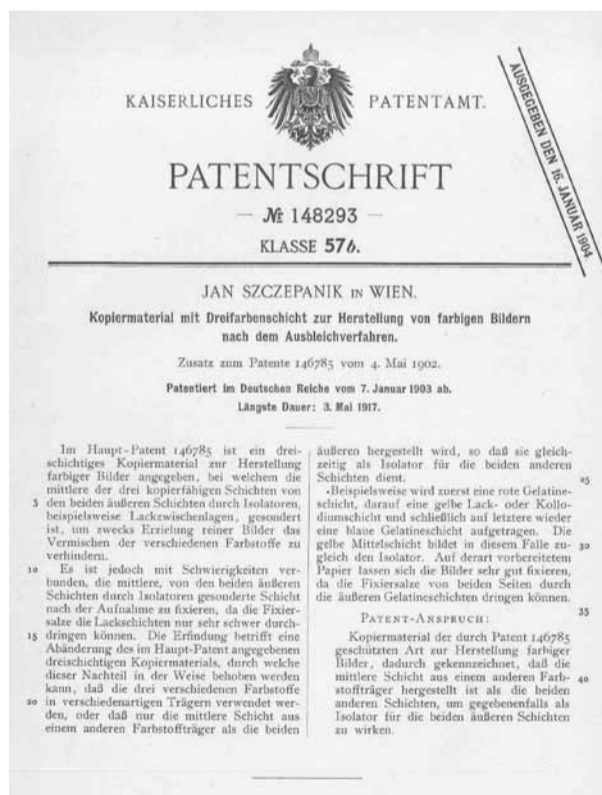 KAISERLICHES PATENTAMT.
AUSGEGEBEN DEN 16. JANUAR 1904
PATENTSCHRIFT
— № 148293 —
KLASSE 57b.
JAN SZCZEPANIK IN WIEN.
Kopiermaterial mit Dreifarbenschicht zur Herstellung von farbigen Bildern
nach dem Ausbleichverfahren.
Zusatz zum Patente 146785 vom 4. Mai 1902.
Patentiert im Deutschen Reiche vom 7. Januar 1903 ab.
Längste Dauer: 3. Mai 1917.
Im Haupt-Patent 146785 ist ein drei-
schichtiges Kopiermaterial zur Herstellung
farbiger Bilder angegeben, bei welchem die
mittlere der drei kopierfähigen Schichten von
5 den beiden äußeren Schichten durch Isolatoren,
beispielsweise Lackzwischenlagen, gesondert
ist, um zwecks Erzielung reiner Bilder das
Vermischen der verschiedenen Farbstoffe zu
verhindern.
10 Es ist jedoch mit Schwierigkeiten ver-
bunden, die mittlere, von den beiden äußeren
Schichten durch Isolatoren gesonderte Schicht
nach der Aufnahme zu fixieren, da die Fixier-
salze die Lackschichten nur sehr schwer durch-
15 dringen können. Die Erfindung betrifft eine
Abänderung des im Haupt-Patent angegebenen
dreischichtigen Kopiermaterials, durch welche
dieser Nachteil in der Weise behoben werden
kann, daß die drei verschiedenen Farbstoffe
20 in verschiedenartigen Trägern verwendet wer-
den, oder daß nur die mittlere Schicht aus
einem anderen Farbstoffträger als die beiden
äußeren hergestellt wird, so daß sie gleich-
zeitig als Isolator für die beiden anderen
Schichten dient. 25
Beispielsweise wird zuerst eine rote Gelatine-
schicht, darauf eine gelbe Lack- oder Kollo-
diumschicht und schließlich auf letztere wieder
eine blaue Gelatineschicht aufgetragen. Die
gelbe Mittelschicht bildet in diesem Falle zu- 30
gleich den Isolator. Auf derart vorbereitetem
Papier lassen sich die Bilder sehr gut fixieren,
da die Fixiersalze von beiden Seiten durch
die äußeren Gelatineschichten dringen können.
35
PATENT-ANSPRUCH:
Kopiermaterial der durch Patent 146785
geschützten Art zur Herstellung farbiger
Bilder, dadurch gekennzeichnet, daß die
mittlere Schicht aus einem anderen Farb- 40
stoffträger hergestellt ist als die beiden
anderen Schichten, um gegebenenfalls als
Isolator für die beiden äußeren Schichten
zu wirken.